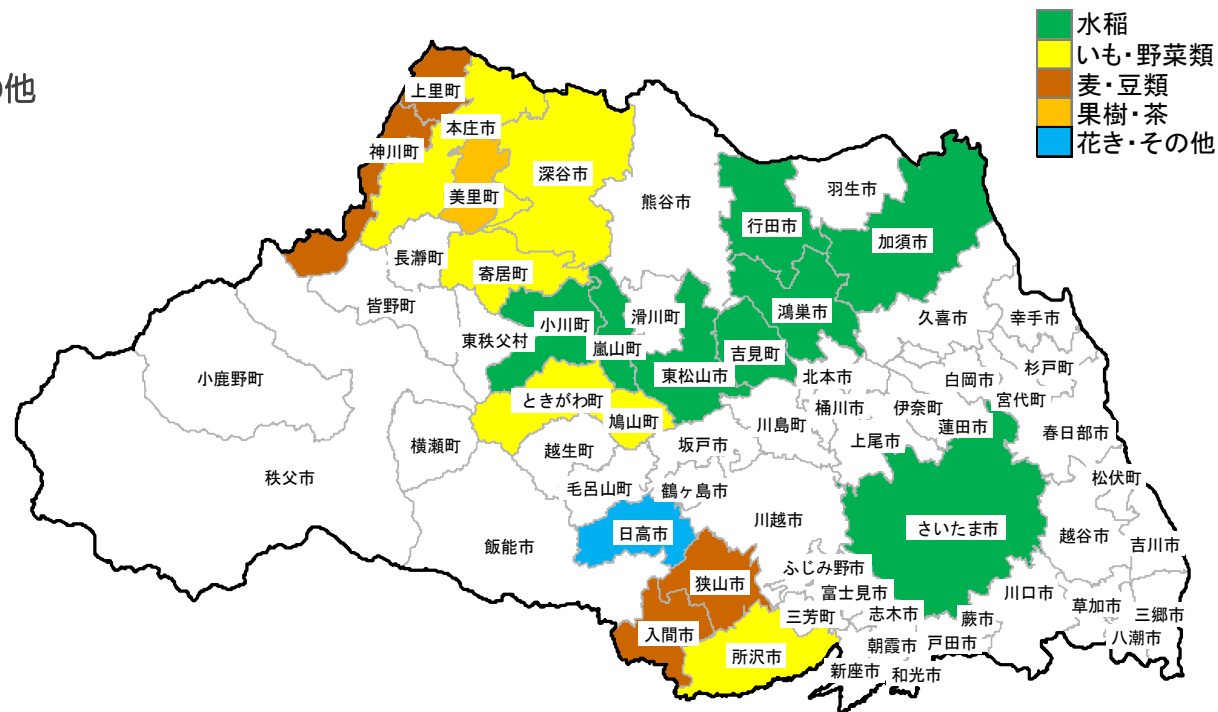 水稲
いも・野菜類
麦・豆類
果樹・茶
花き・その他
の他
上里町
本庄市
神川町
深谷市
美里町
熊谷市
羽生市
行田市
加須市
長瀞町
寄居町
皆野町
小川町
滑川町
鴻巣市
久喜市
幸手市
東秩父村
嵐山町
吉見町
東松山市
北本市
小鹿野町
ときがわ町
白岡市
杉戸町
桶川市
伊奈町
宮代町
鳩山町
川島町
蓮田市
横瀬町
越生町
坂戸市
上尾市
春日部市
秩父市
毛呂山町
鶴ヶ島市
松伏町
川越市
さいたま市
日高市
越谷市
飯能市
吉川市
ふじみ野市
狭山市
富士見市
川口市
三芳町
志木市
蕨市
草加市
三郷市
入間市
朝霞市
戸田市
八潮市
所沢市
新座市
和光市